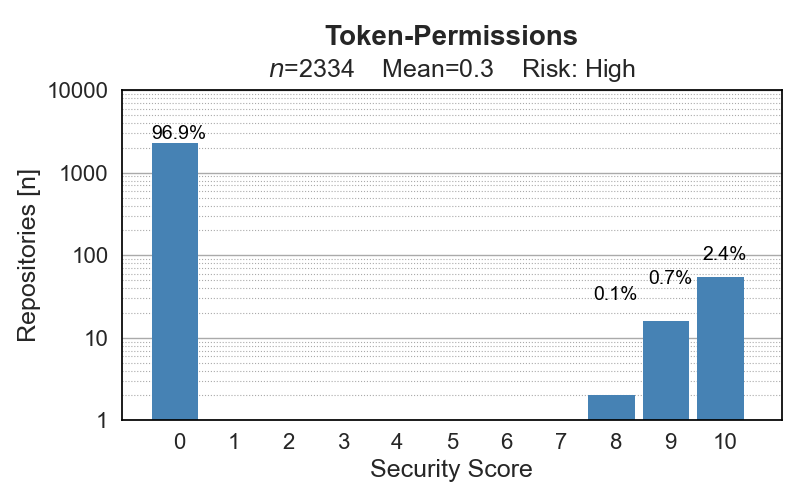 Token-Permissions
n=2334 Mean=0.3 Risk: High
10000
1000
100
10
1
Repositories [n]
96.9%
0.1%
0.7%
2.4%
0 1 2 3 4 5 6 7 8 9 10
Security Score